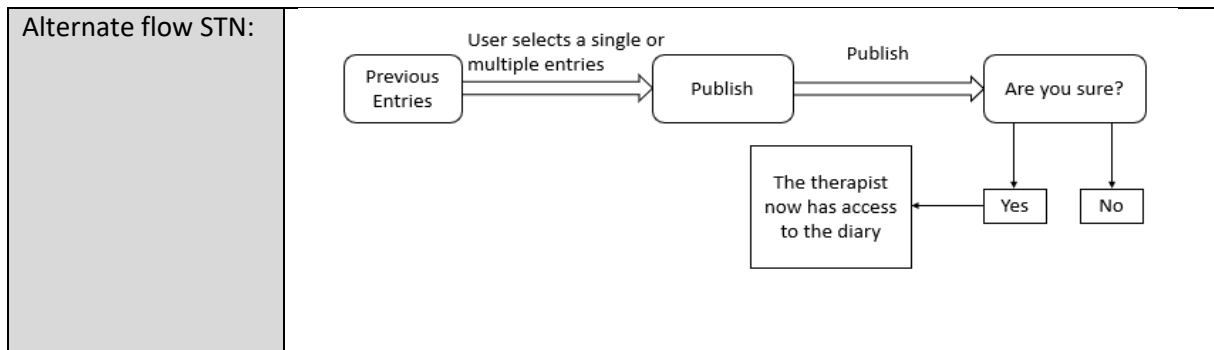 Alternate flow STN:
User selects a single or
multiple entries
Publish
Previous
Entries
Publish
Are you sure?
The therapist
now has access
to the diary
Yes
No